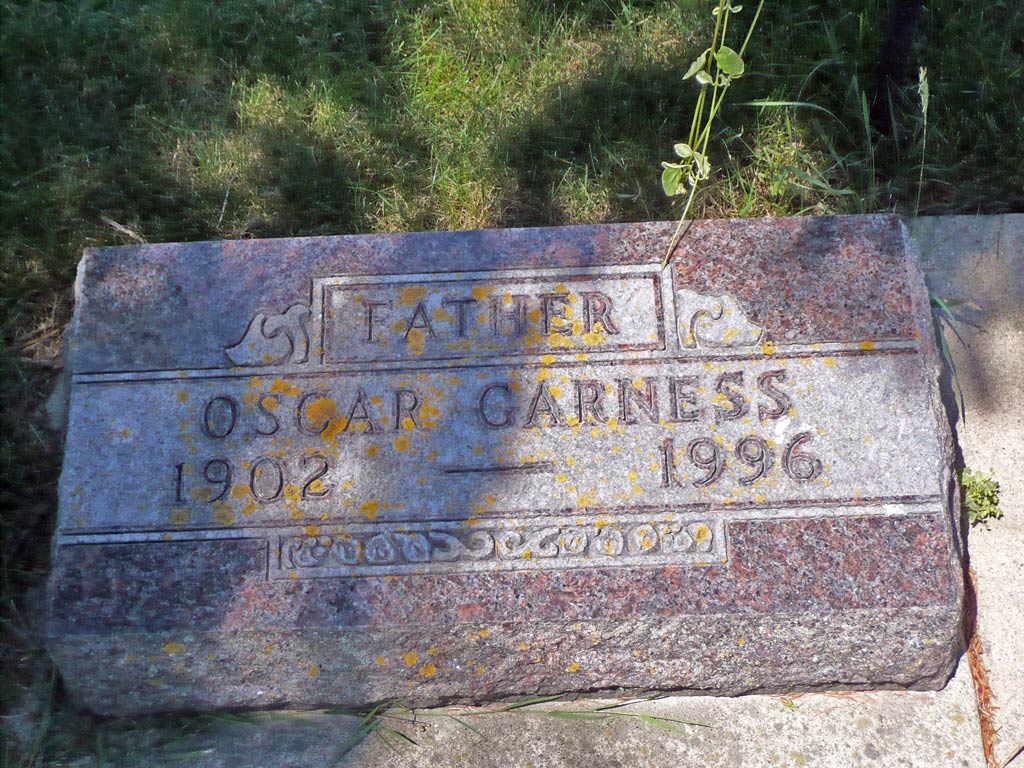 FATHER
OSCAR GARNESS
1902 — 1996